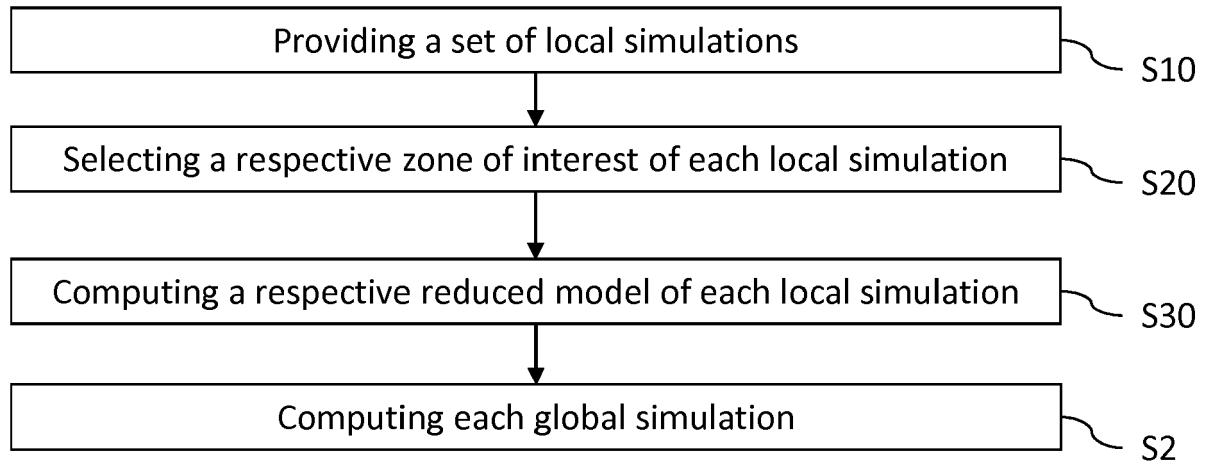 Providing a set of local simulations
S10
Selecting a respective zone of interest of each local simulation
S20
Computing a respective reduced model of each local simulation
S30
Computing each global simulation
S2